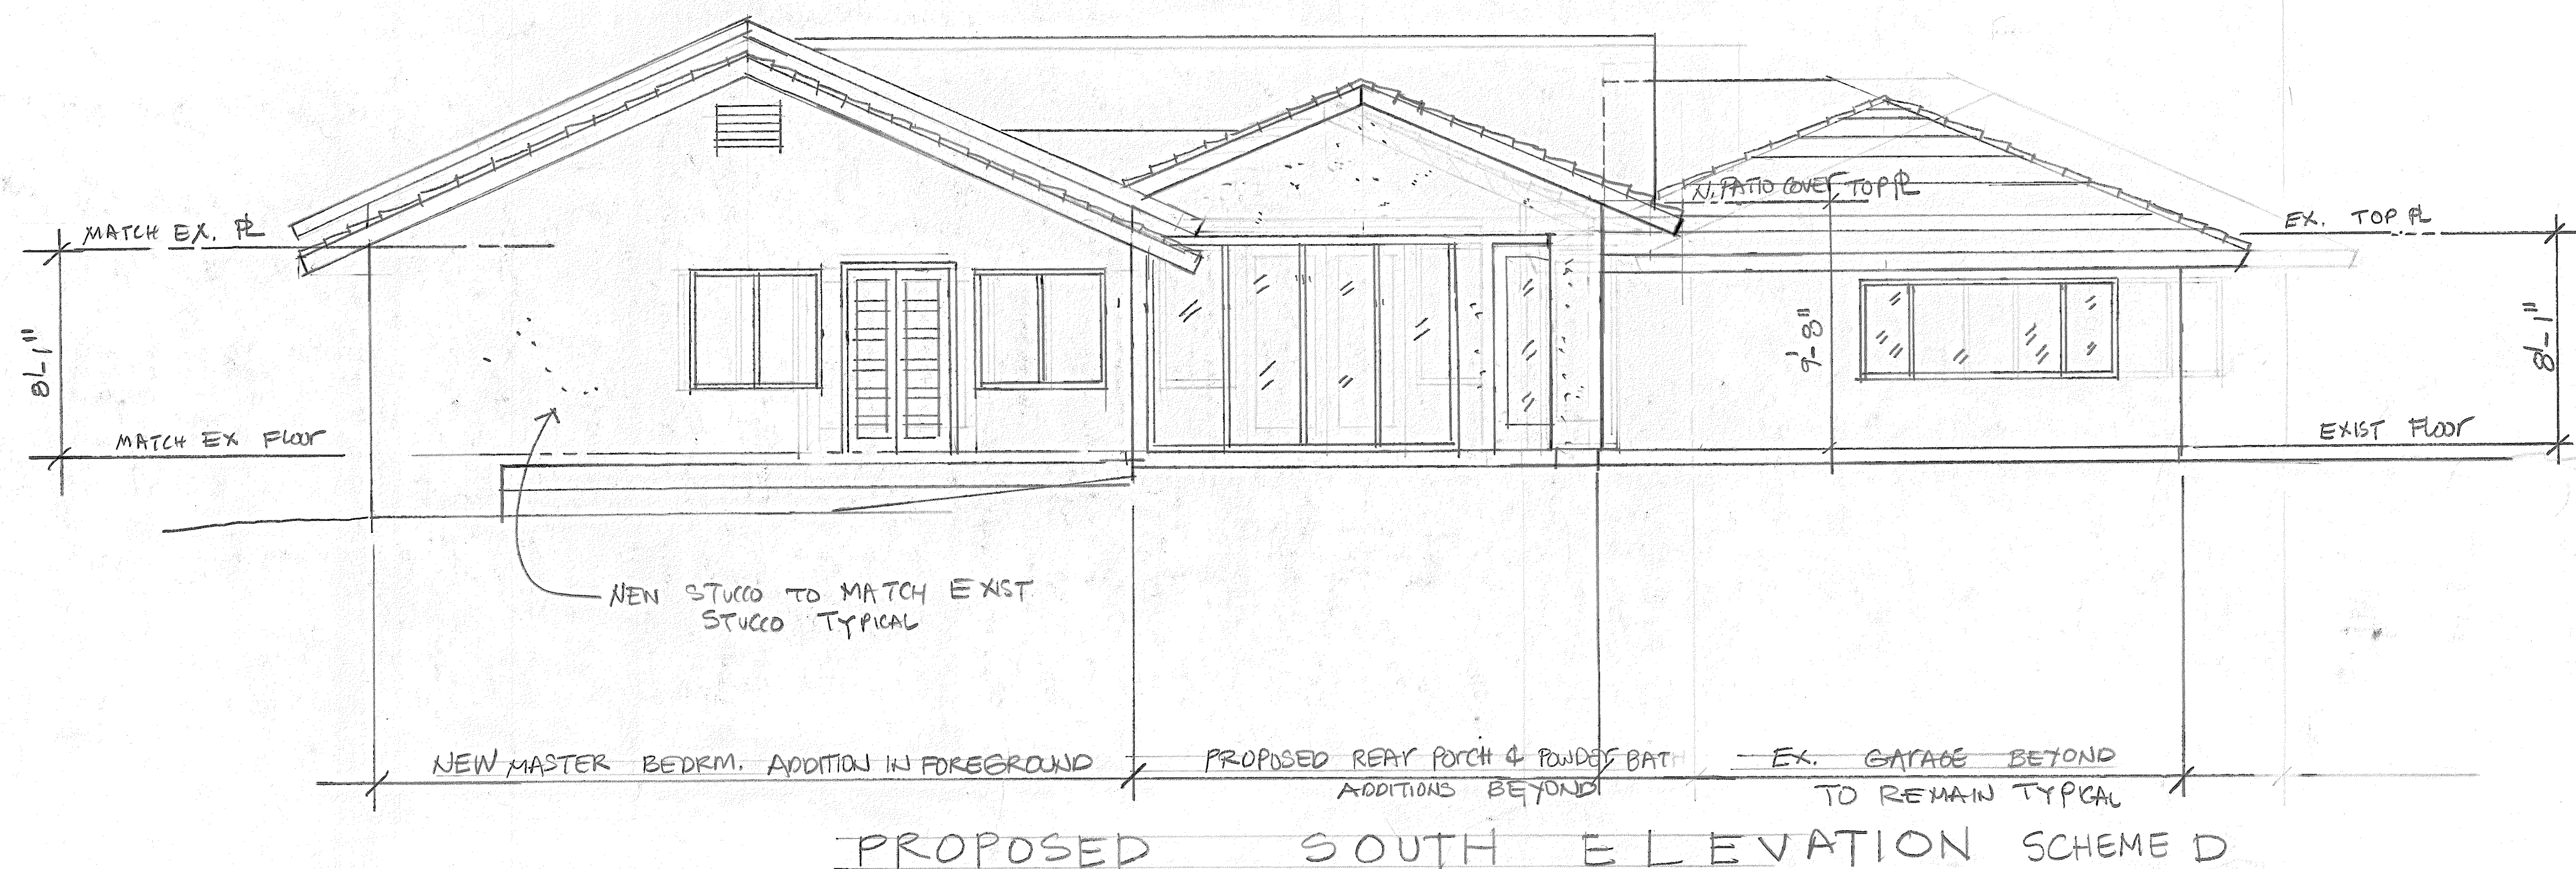 MATCH EX. PL
N. PATIO COVER TOP PL
EX. TOP PL
8'-1"
9'-8"
8'-1"
MATCH EX FLOOR
EXIST FLOOR
NEW STUCCO TO MATCH EXIST
STUCCO TYPICAL
NEW MASTER BEDRM. ADDITION IN FOREGROUND
PROPOSED REAR PORCH & POWDER BATH
ADDITIONS BEYOND
EX. GARAGE BEYOND
TO REMAIN TYPICAL
PROPOSED SOUTH ELEVATION SCHEME D